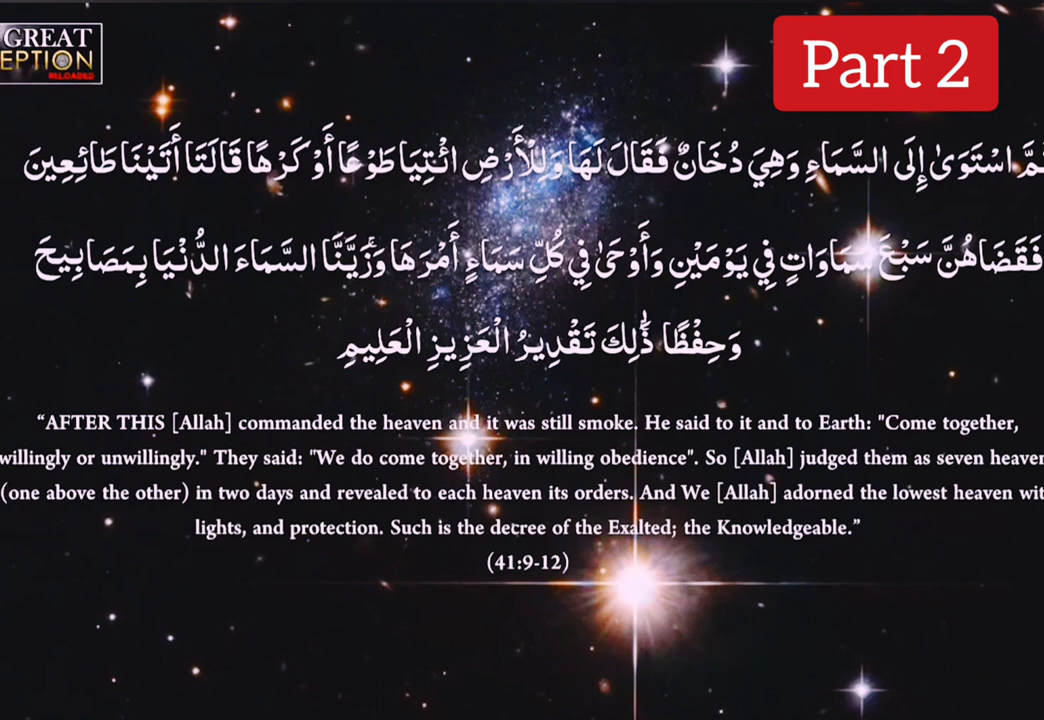 GREAT
EPTION
RELOADED
Part 2
ثُمَّ اسْتَوَىٰ إِلَى السَّمَاءِ وَهِيَ دُخَانٌ فَقَالَ لَهَا وَلِلْأَرْضِ ائْتِيَا طَوْعًا أَوْ كَرْهًا قَالَتَا أَتَيْنَا طَائِعِينَ
فَقَضَاهُنَّ سَبْعَ سَمَاوَاتٍ فِي يَوْمَيْنِ وَأَوْحَىٰ فِي كُلِّ سَمَاءٍ أَمْرَهَا وَزَيَّنَّا السَّمَاءَ الدُّنْيَا بِمَصَابِيحَ
وَحِفْظًا ذَٰلِكَ تَقْدِيرُ الْعَزِيزِ الْعَلِيمِ
“AFTER THIS [Allah] commanded the heaven and it was still smoke. He said to it and to Earth: "Come together,
willingly or unwillingly." They said: "We do come together, in willing obedience". So [Allah] judged them as seven heaven
(one above the other) in two days and revealed to each heaven its orders. And We [Allah] adorned the lowest heaven wit
lights, and protection. Such is the decree of the Exalted; the Knowledgeable.”
(41:9-12)